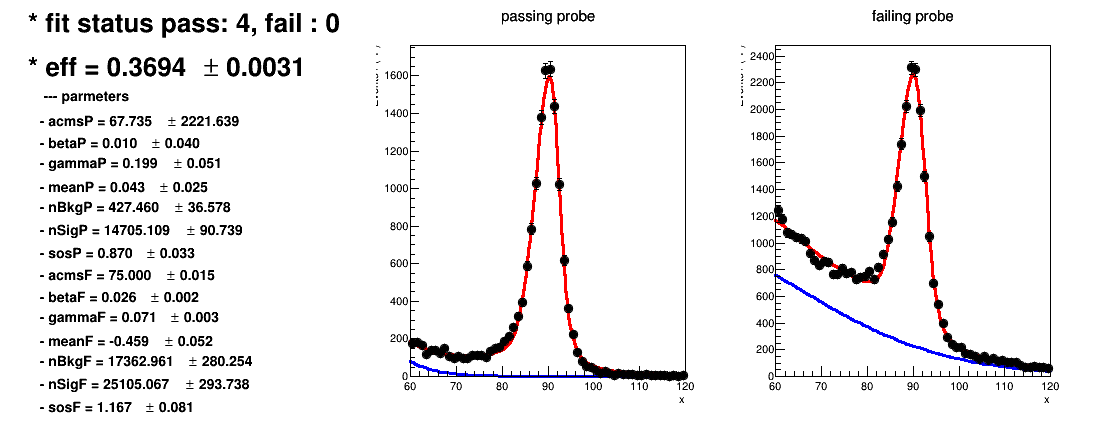 * fit status pass: 4, fail : 0
* eff = 0.3694 ± 0.0031
--- parmeters
- acmsP = 67.735 ± 2221.639
- betaP = 0.010 ± 0.040
- gammaP = 0.199 ± 0.051
- meanP = 0.043 ± 0.025
- nBkgP = 427.460 ± 36.578
- nSigP = 14705.109 ± 90.739
- sosP = 0.870 ± 0.033
- acmsF = 75.000 ± 0.015
- betaF = 0.026 ± 0.002
- gammaF = 0.071 ± 0.003
- meanF = -0.459 ± 0.052
- nBkgF = 17362.961 ± 280.254
- nSigF = 25105.067 ± 293.738
- sosF = 1.167 ± 0.081
passing probe
1600
1400
1200
1000
800
600
400
200
0
60 70 80 90 100 110 120
x
failing probe
2400
2200
2000
1800
1600
1400
1200
1000
800
600
400
200
0
60 70 80 90 100 110 120
x